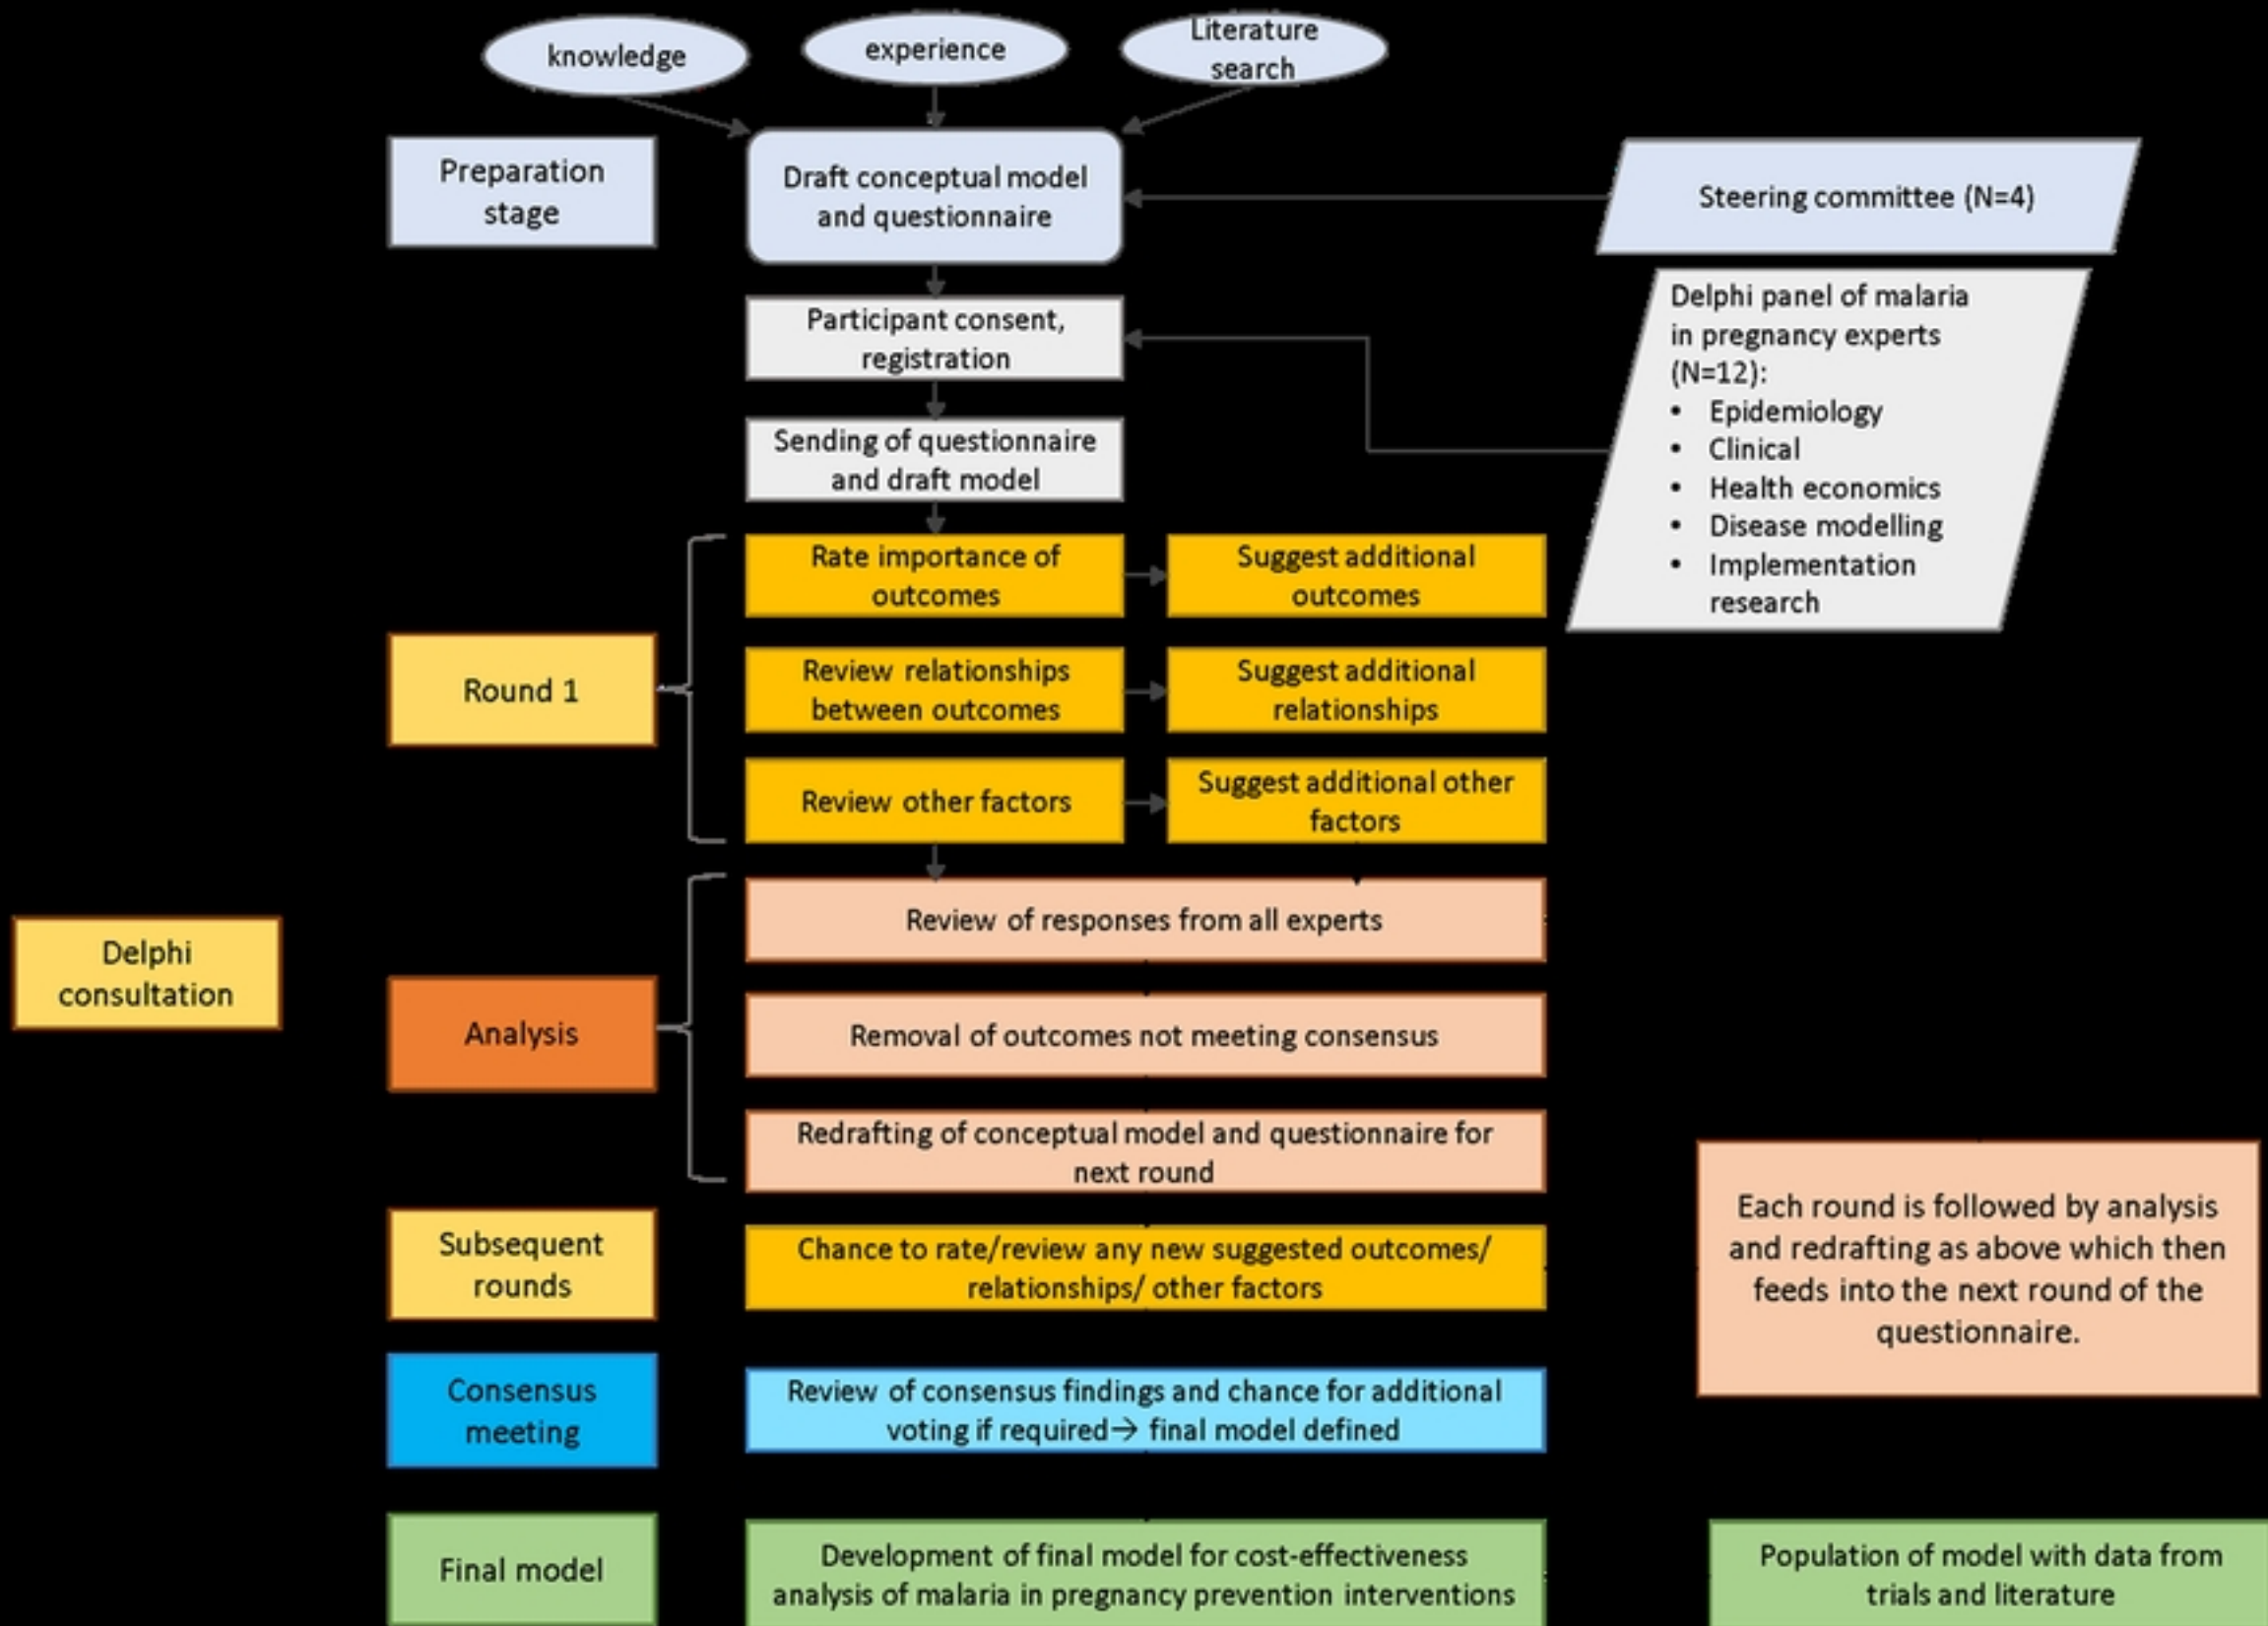 knowledge
experience
Literature
search
Preparation
stage
Draft conceptual model
and questionnaire
Steering committee (N=4)
Participant consent,
registration
Delphi panel of malaria
in pregnancy experts
(N=12):
• Epidemiology
• Clinical
• Health economics
• Disease modelling
• Implementation
research
Sending of questionnaire
and draft model
Round 1
Rate importance of
outcomes
Suggest additional
outcomes
Review relationships
between outcomes
Suggest additional
relationships
Review other factors
Suggest additional other
factors
Delphi
consultation
Analysis
Review of responses from all experts
Removal of outcomes not meeting consensus
Redrafting of conceptual model and questionnaire for
next round
Each round is followed by analysis
and redrafting as above which then
feeds into the next round of the
questionnaire.
Subsequent
rounds
Chance to rate/review any new suggested outcomes/
relationships/ other factors
Consensus
meeting
Review of consensus findings and chance for additional
voting if required→ final model defined
Final model
Development of final model for cost-effectiveness
analysis of malaria in pregnancy prevention interventions
Population of model with data from
trials and literature